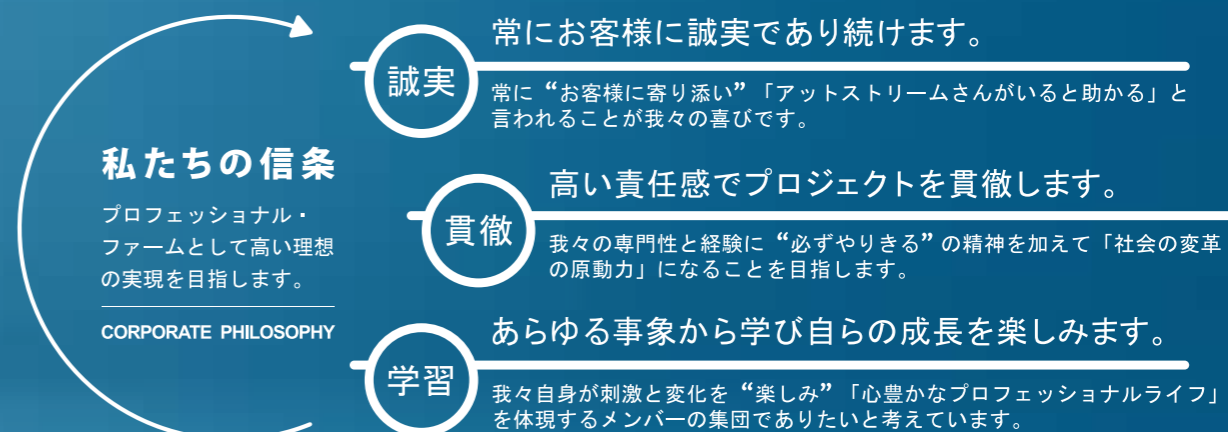 私たちの信条
プロフェッショナル・
ファームとして高い理想
の実現を目指します。
CORPORATE PHILOSOPHY
誠実
常にお客様に誠実であり続けます。
常に“お客様に寄り添い”「アットストリームさんがいると助かる」と
言われることが我々の喜びです。
貫徹
高い責任感でプロジェクトを貫徹します。
我々の専門性と経験に“必ずやりきる”の精神を加えて「社会の変革
の原動力」になることを目指します。
学習
あらゆる事象から学び自らの成長を楽しみます。
我々自身が刺激と変化を“楽しみ”「心豊かなプロフェッショナルライフ」
を体現するメンバーの集団でありたいと考えています。